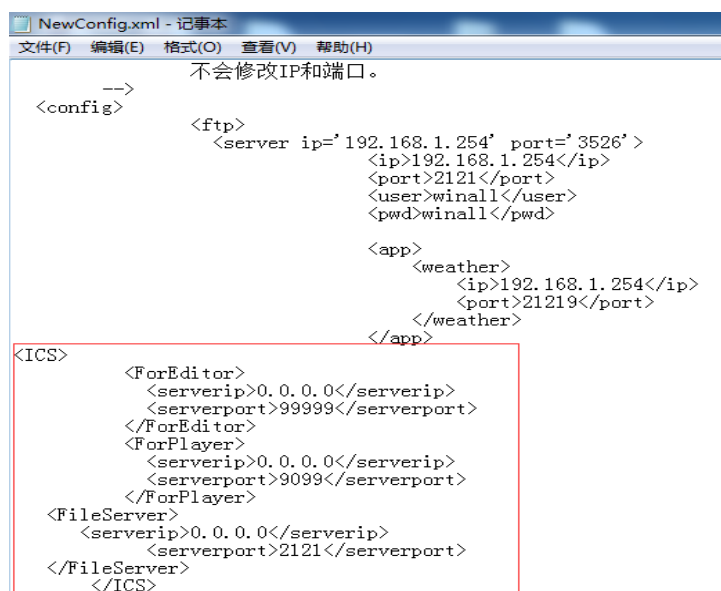 NewConfig.xml - 记事本
文件(F) 编辑(E) 格式(O) 查看(V) 帮助(H)
不会修改IP和端口。
-->
<config>
<ftp>
<server ip='192.168.1.254' port='3526'>
<ip>192.168.1.254</ip>
<port>2121</port>
<user>winall</user>
<pwd>winall</pwd>
<app>
<weather>
<ip>192.168.1.254</ip>
<port>21219</port>
</weather>
</app>
<ICS>
<ForEditor>
<serverip>0.0.0.0</serverip>
<serverport>99999</serverport>
</ForEditor>
<ForPlayer>
<serverip>0.0.0.0</serverip>
<serverport>9099</serverport>
</ForPlayer>
<FileServer>
<serverip>0.0.0.0</serverip>
<serverport>2121</serverport>
</FileServer>
</ICS>